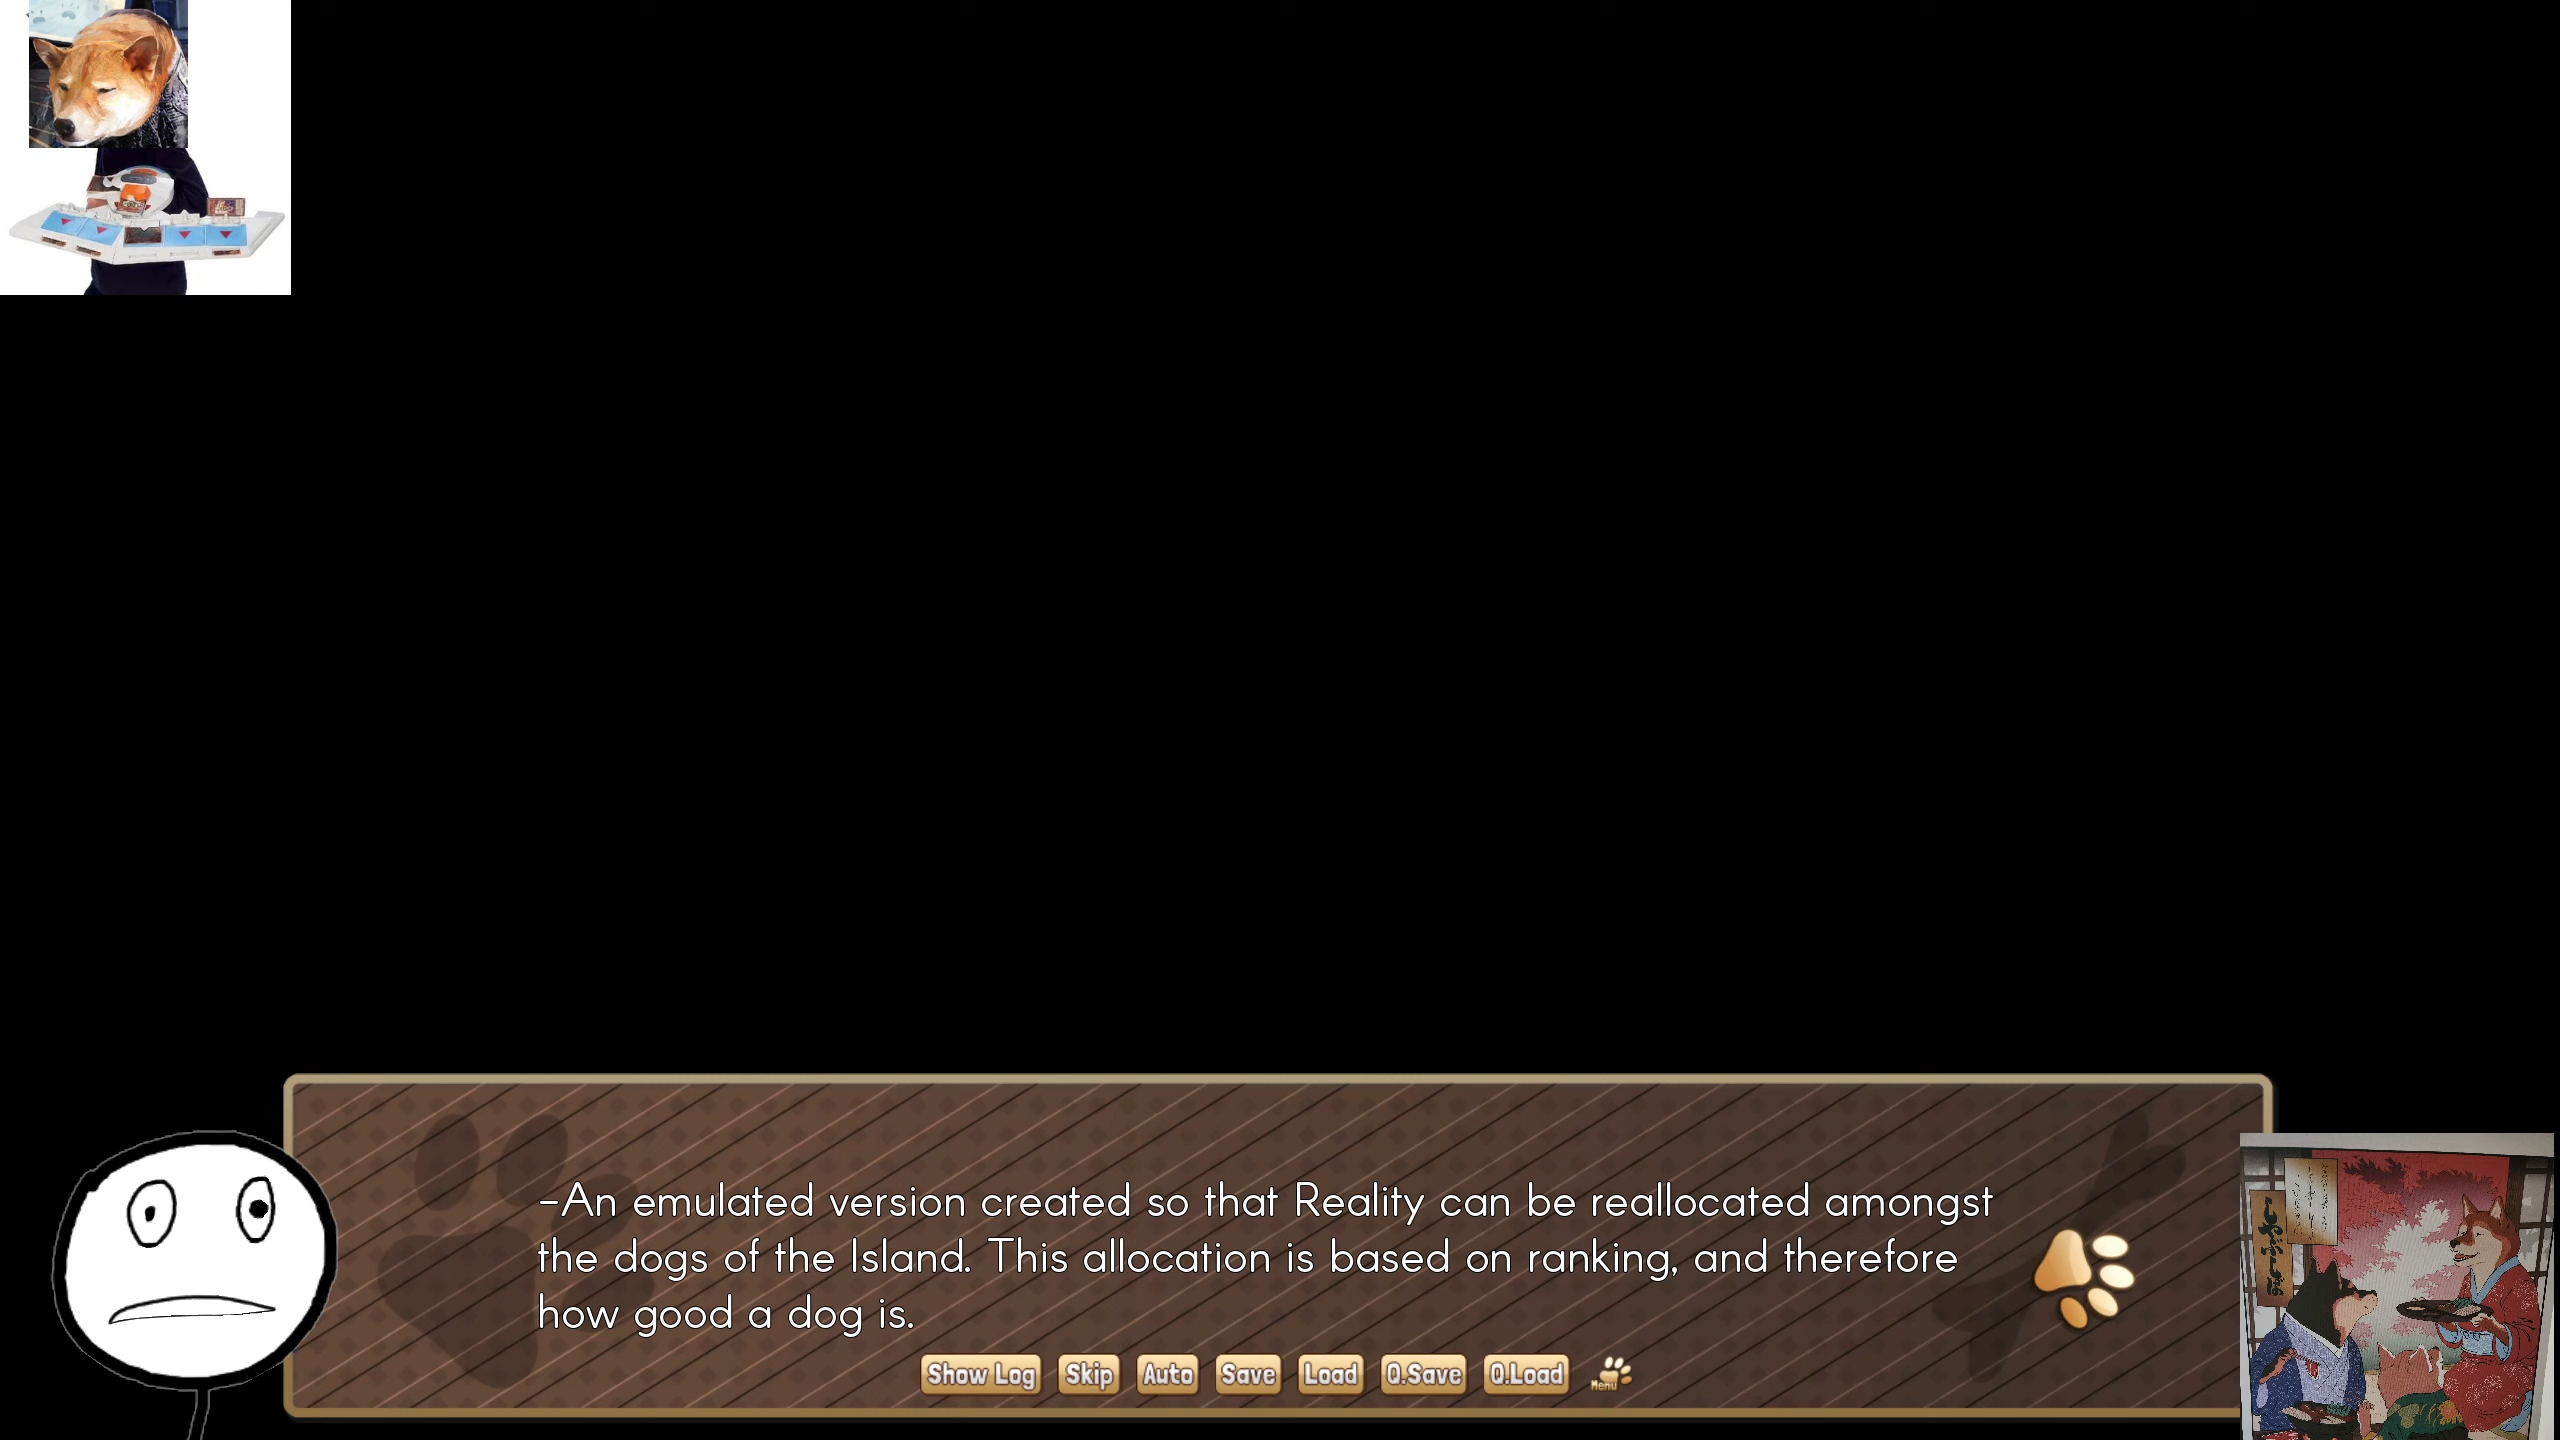 -An emulated version created so that Reality can be reallocated amongst
the dogs of the Island. This allocation is based on ranking, and therefore
how good a dog is.
Show Log Skip Auto Save Load Q.Save Q.Load Menu